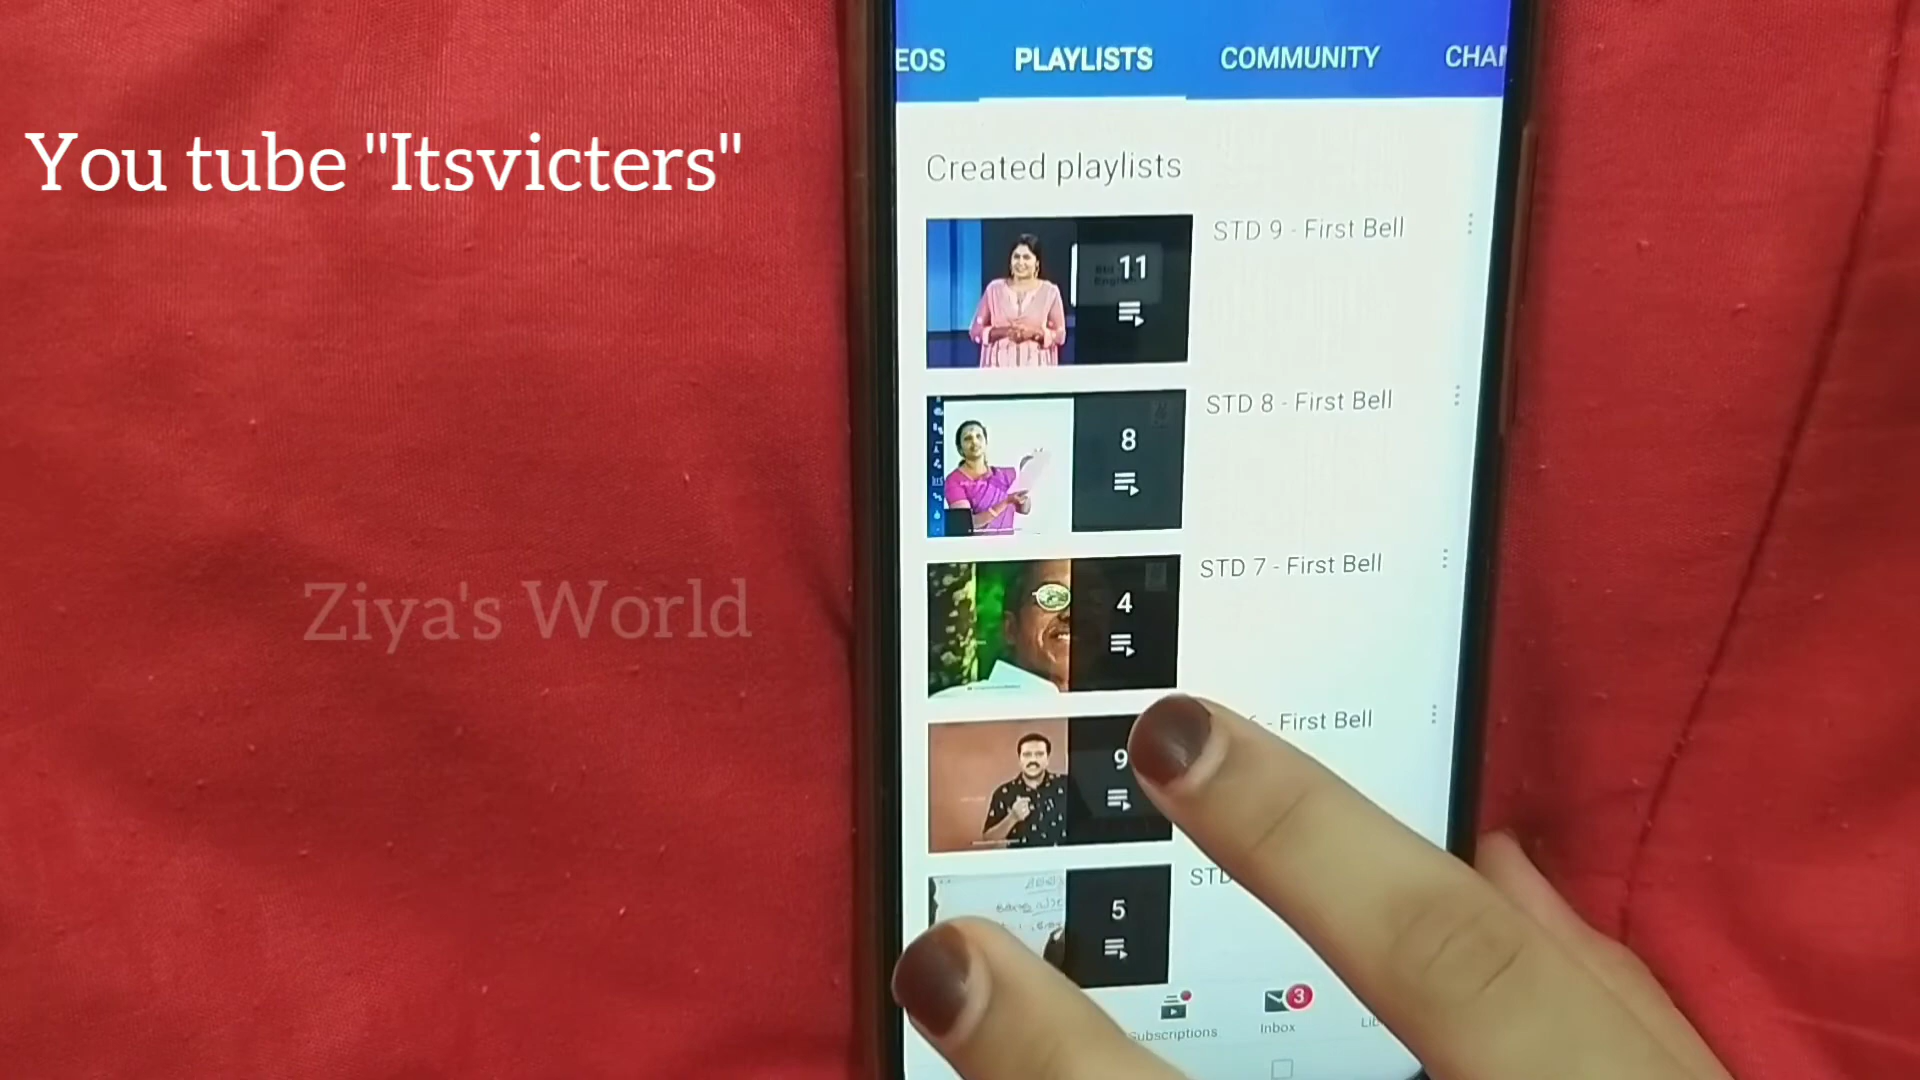 EOS PLAYLISTS COMMUNITY CHA
You tube "Itsvicters"
Created playlists
STD 9 - First Bell
11
STD 8 - First Bell
8
STD 7 - First Bell
4
- First Bell
9
Ziya's World
STD
5
Subscriptions
Inbox
3